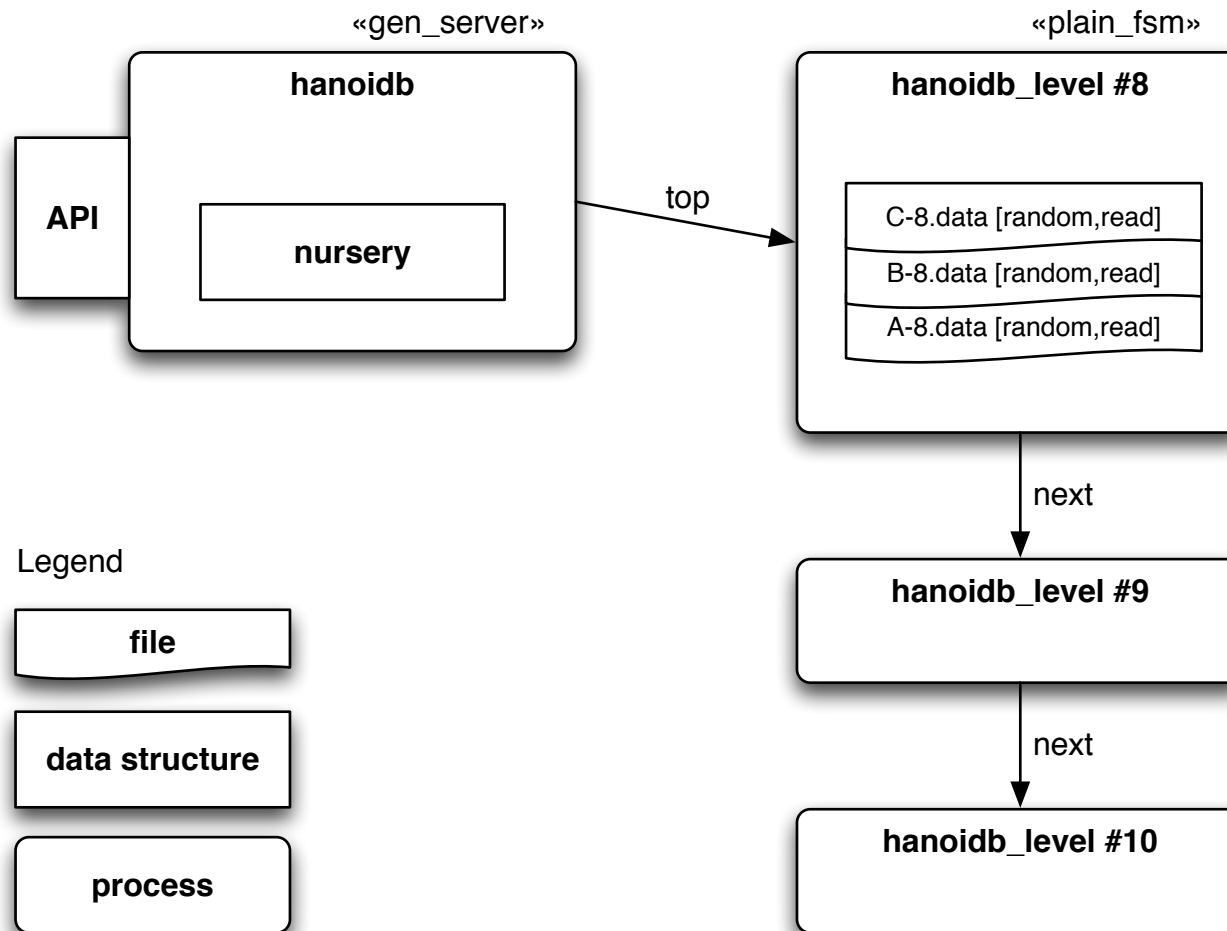 «gen_server»
«plain_fsm»
hanoidb
hanoidb_level #8
API
nursery
top
C-8.data [random,read]
B-8.data [random,read]
A-8.data [random,read]
next
Legend
file
data structure
process
hanoidb_level #9
next
hanoidb_level #10